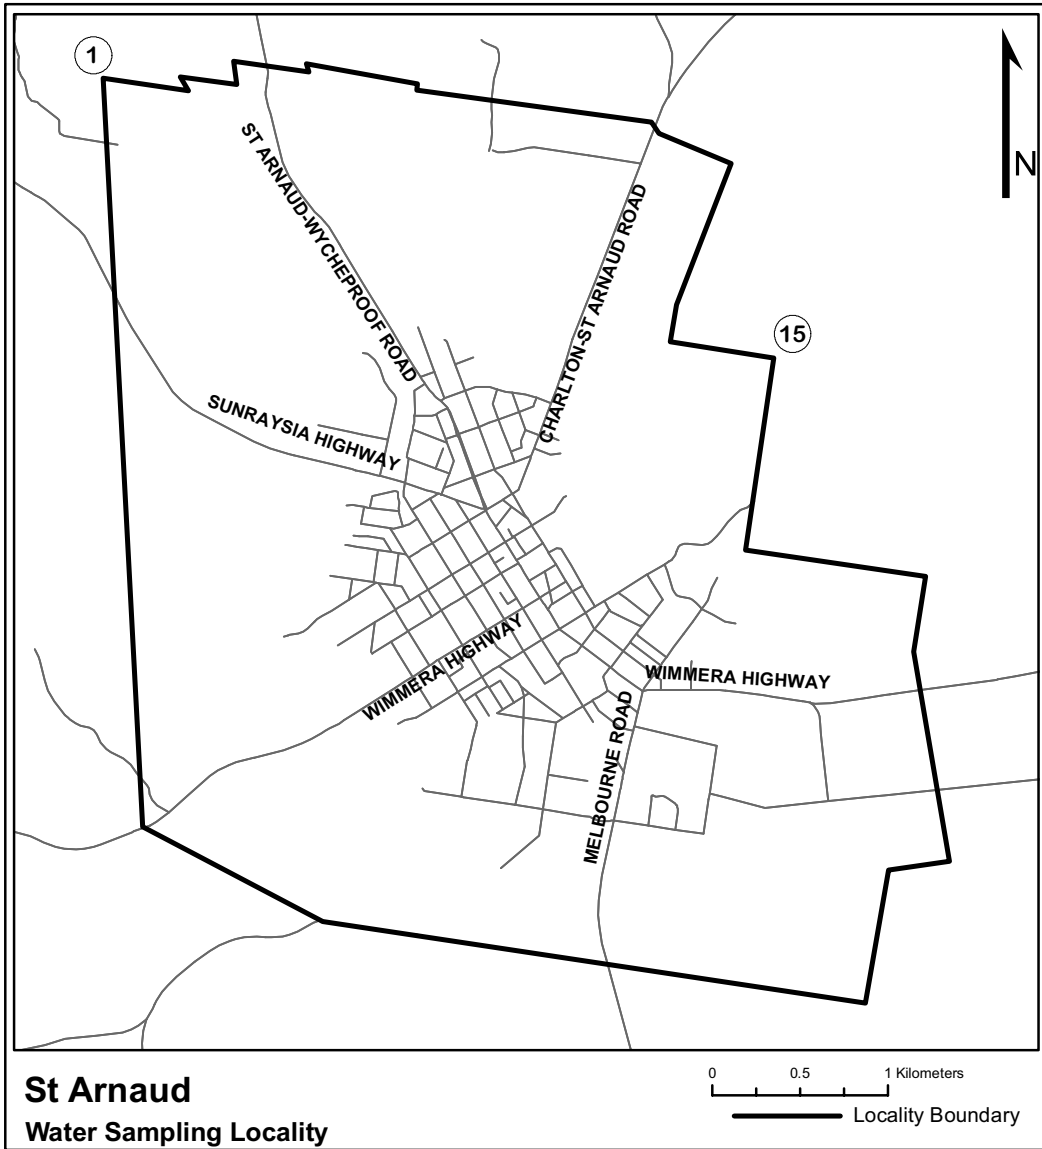 1
N
ST ARNAUD-WYCHEPROOF ROAD
CHARLTON-ST ARNAUD ROAD
15
SUNRAYSIA HIGHWAY
WIMMERA HIGHWAY
WIMMERA HIGHWAY
MELBOURNE ROAD
St Arnaud
Water Sampling Locality
0 0.5 1 Kilometers
Locality Boundary